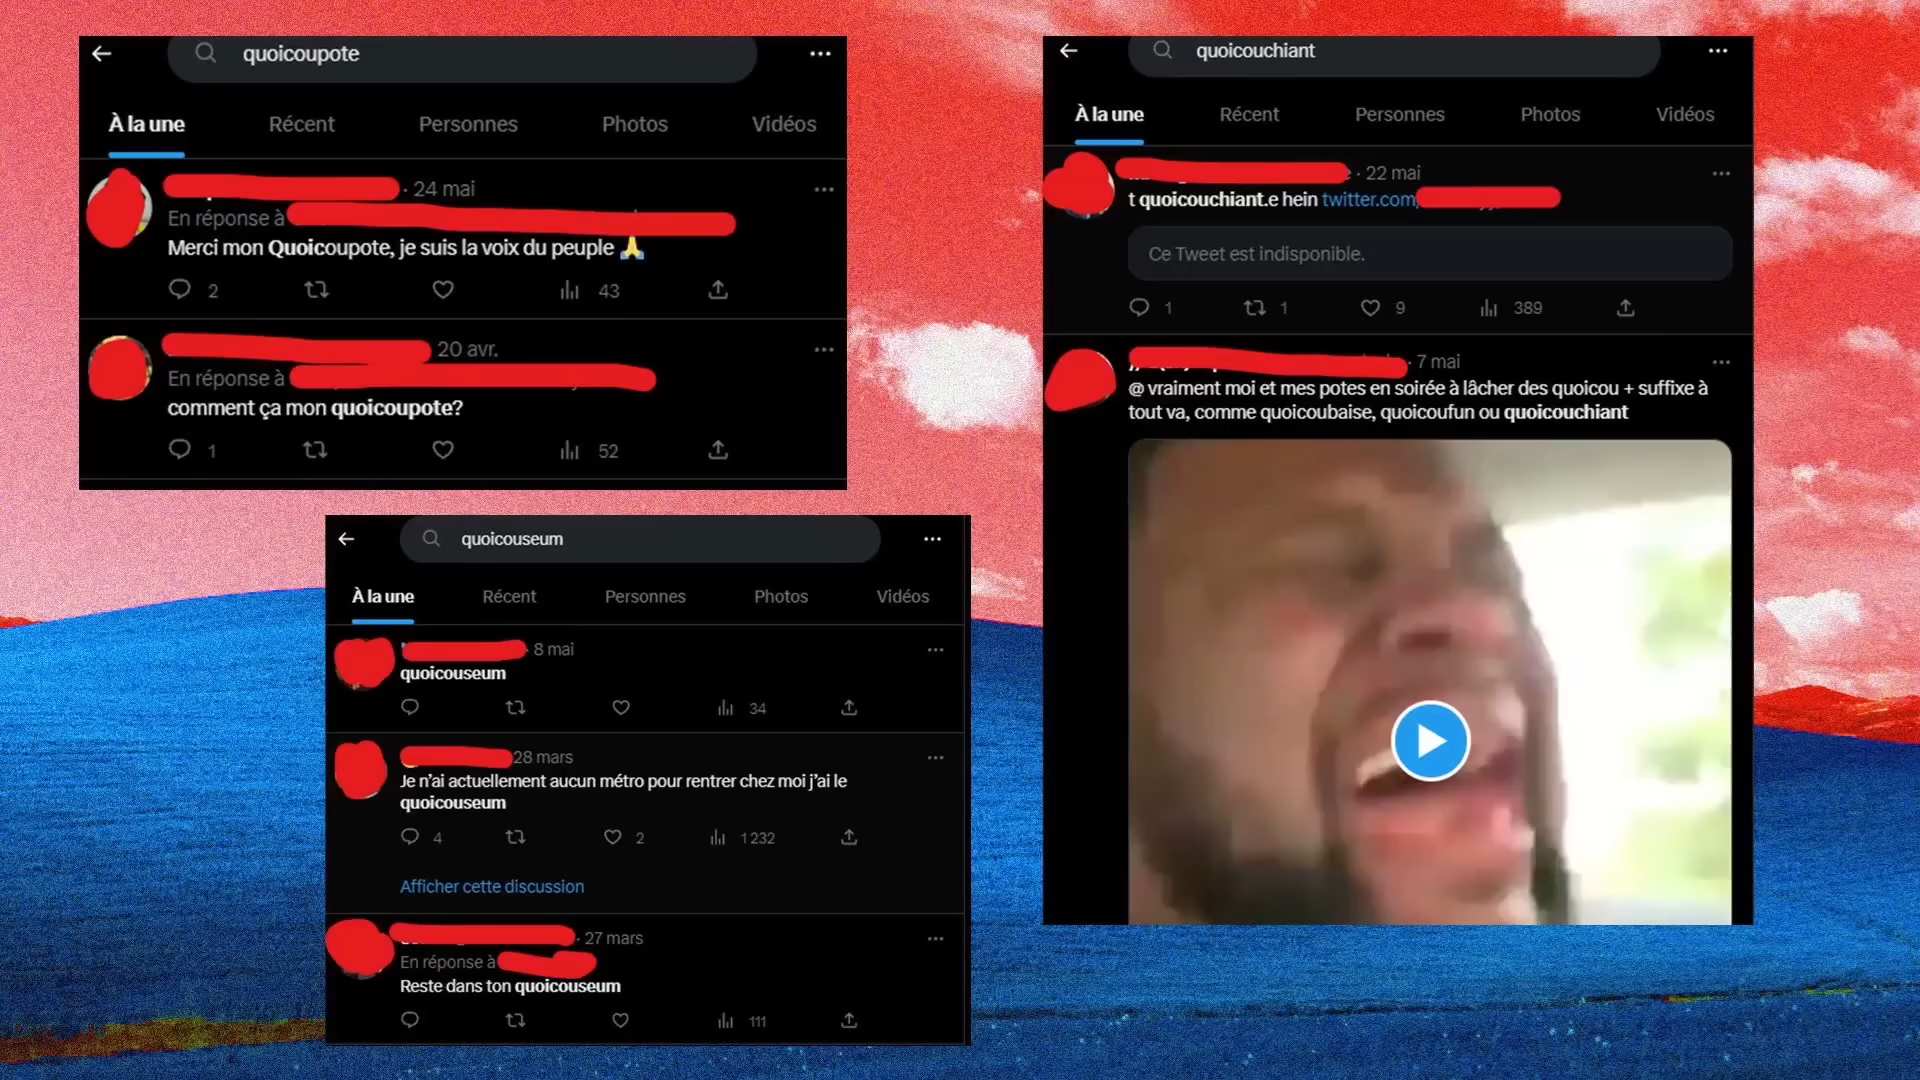 quoicoupote
À la une
Récent
Personnes
Photos
Vidéos
· 24 mai
En réponse à
Merci mon Quoicoupote, je suis la voix du peuple 🙏
2
43
20 avr.
En réponse à
comment ça mon quoicoupote?
1
52
quoicouseum
À la une
Récent
Personnes
Photos
Vidéos
· 8 mai
quoicouseum
34
28 mars
Je n'ai actuellement aucun métro pour rentrer chez moi j'ai le
quoicouseum
4
2
1 232
Afficher cette discussion
· 27 mars
En réponse à
Reste dans ton quoicouseum
111
quoicouchiant
À la une
Récent
Personnes
Photos
Vidéos
· 22 mai
t quoicouchiant.e hein twitter.com
Ce Tweet est indisponible.
1
1
9
389
· 7 mai
@ vraiment moi et mes potes en soirée à lâcher des quoicou + suffixe à
tout va, comme quoicoubaise, quoicoufun ou quoicouchiant